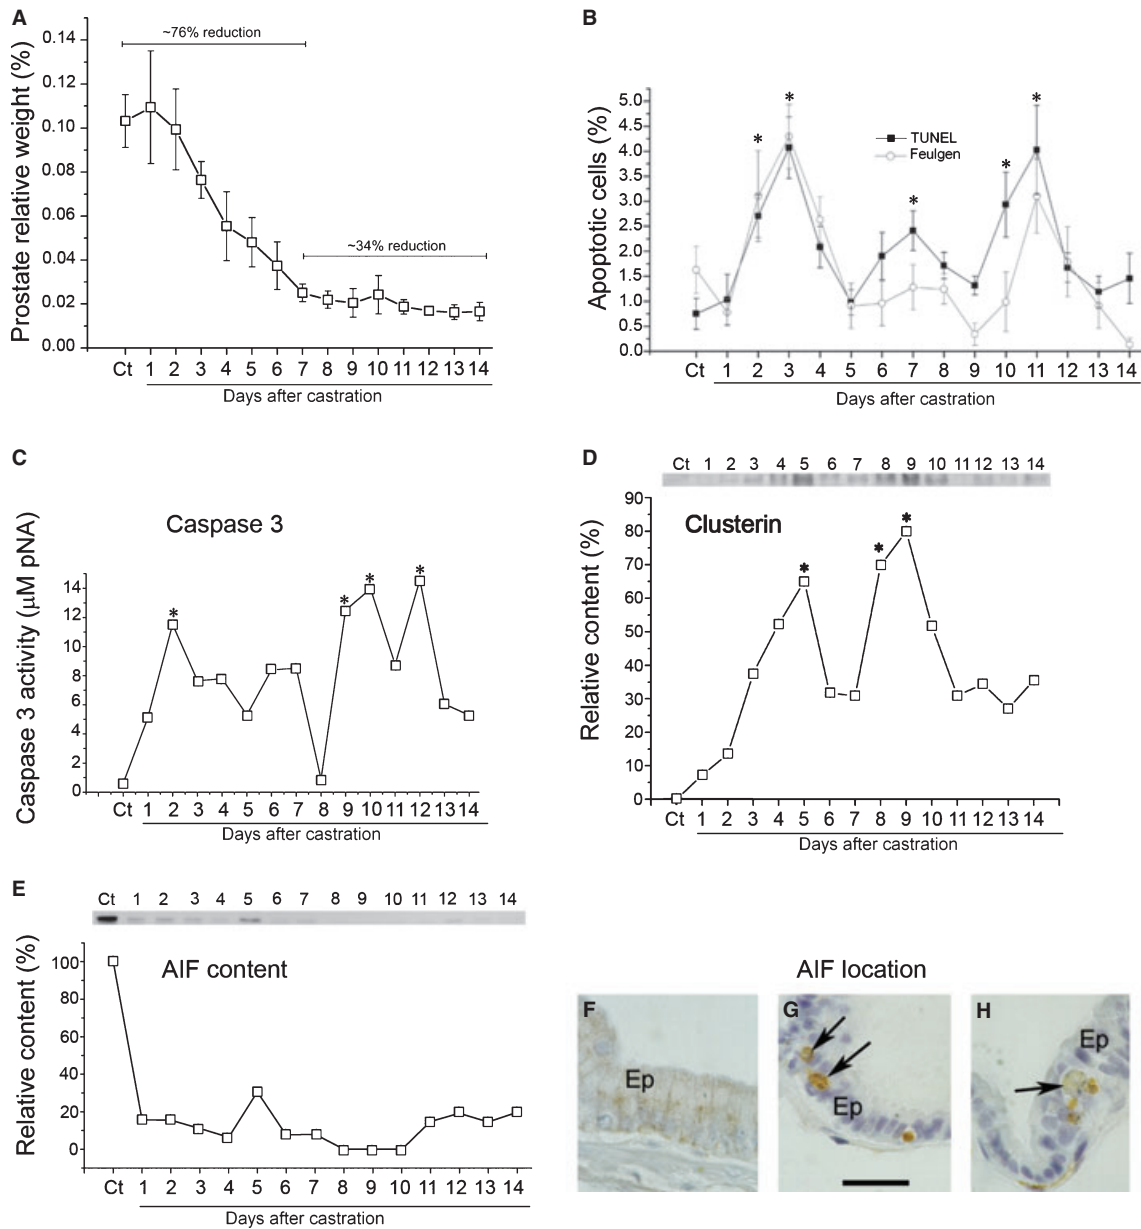 A
Prostate relative weight (%)
~76% reduction
~34% reduction
0.14
0.12
0.10
0.08
0.06
0.04
0.02
0.00
Ct 1 2 3 4 5 6 7 8 9 10 11 12 13 14
Days after castration
B
Apoptotic cells (%)
5.0
4.5
4.0
3.5
3.0
2.5
2.0
1.5
1.0
0.5
0.0
* * * * *
TUNEL
Feulgen
Ct 1 2 3 4 5 6 7 8 9 10 11 12 13 14
Days after castration
C
Caspase 3
Caspase 3 activity (µM pNA)
14
12
10
8
6
4
2
0
* * * *
Ct 1 2 3 4 5 6 7 8 9 10 11 12 13 14
Days after castration
D
Ct 1 2 3 4 5 6 7 8 9 10 11 12 13 14
Clusterin
Relative content (%)
90
80
70
60
50
40
30
20
10
0
* * *
Ct 1 2 3 4 5 6 7 8 9 10 11 12 13 14
Days after castration
E
Ct 1 2 3 4 5 6 7 8 9 10 11 12 13 14
AIF content
Relative content (%)
100
80
60
40
20
0
Ct 1 2 3 4 5 6 7 8 9 10 11 12 13 14
Days after castration
AIF location
F
Ep
G
Ep
H
Ep